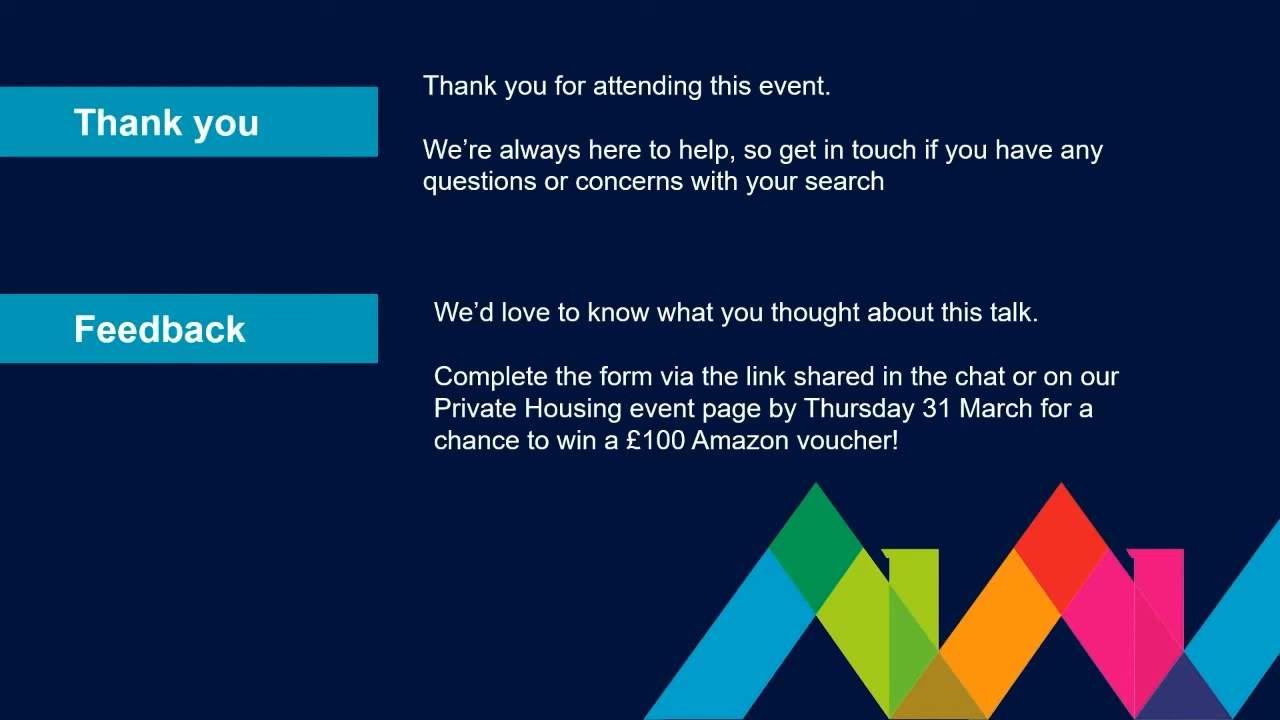 Thank you
Thank you for attending this event.
We’re always here to help, so get in touch if you have any
questions or concerns with your search
Feedback
We’d love to know what you thought about this talk.
Complete the form via the link shared in the chat or on our
Private Housing event page by Thursday 31 March for a
chance to win a £100 Amazon voucher!